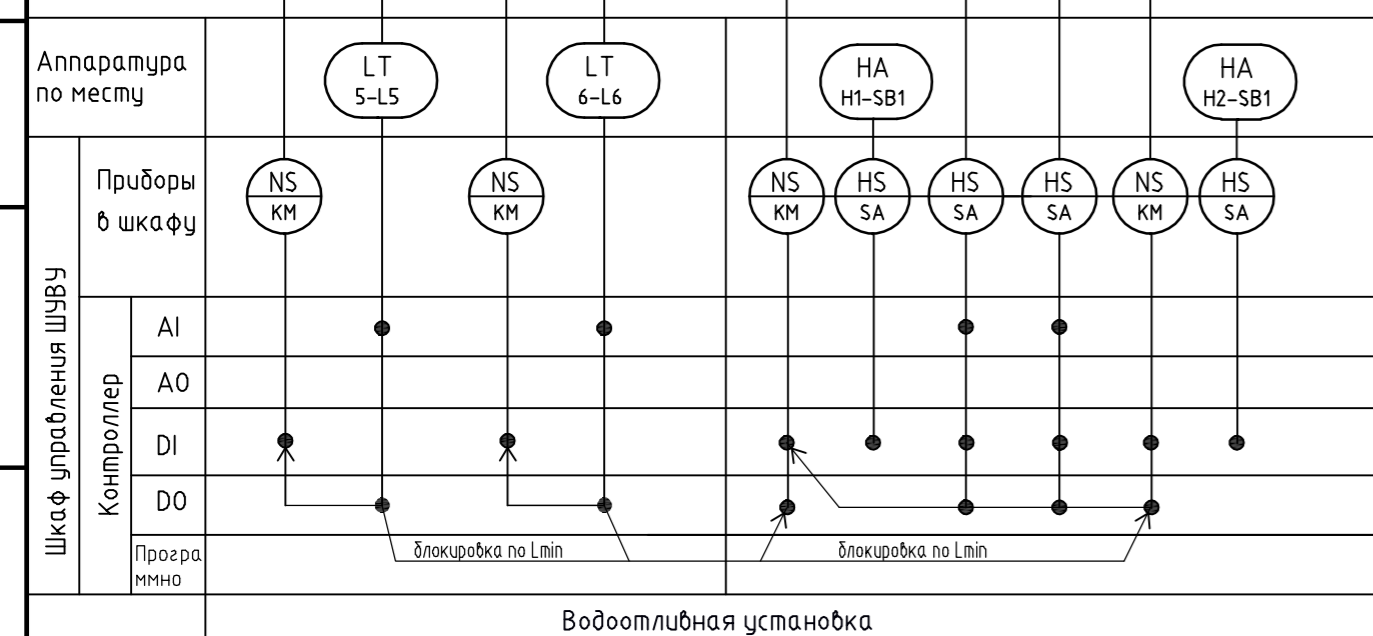 Аппаратура
по месту
LT
5-L5
LT
6-L6
HA
H1-SB1
HA
H2-SB1
Шкаф управления ШУВУ
Приборы
в шкафу
NS
KM
NS
KM
NS
KM
HS
SA
HS
SA
HS
SA
NS
KM
HS
SA
Контроллер
AI
AO
DI
DO
Програ
ммно
блокировка по Lmin
блокировка по Lmin
Водоотливная установка